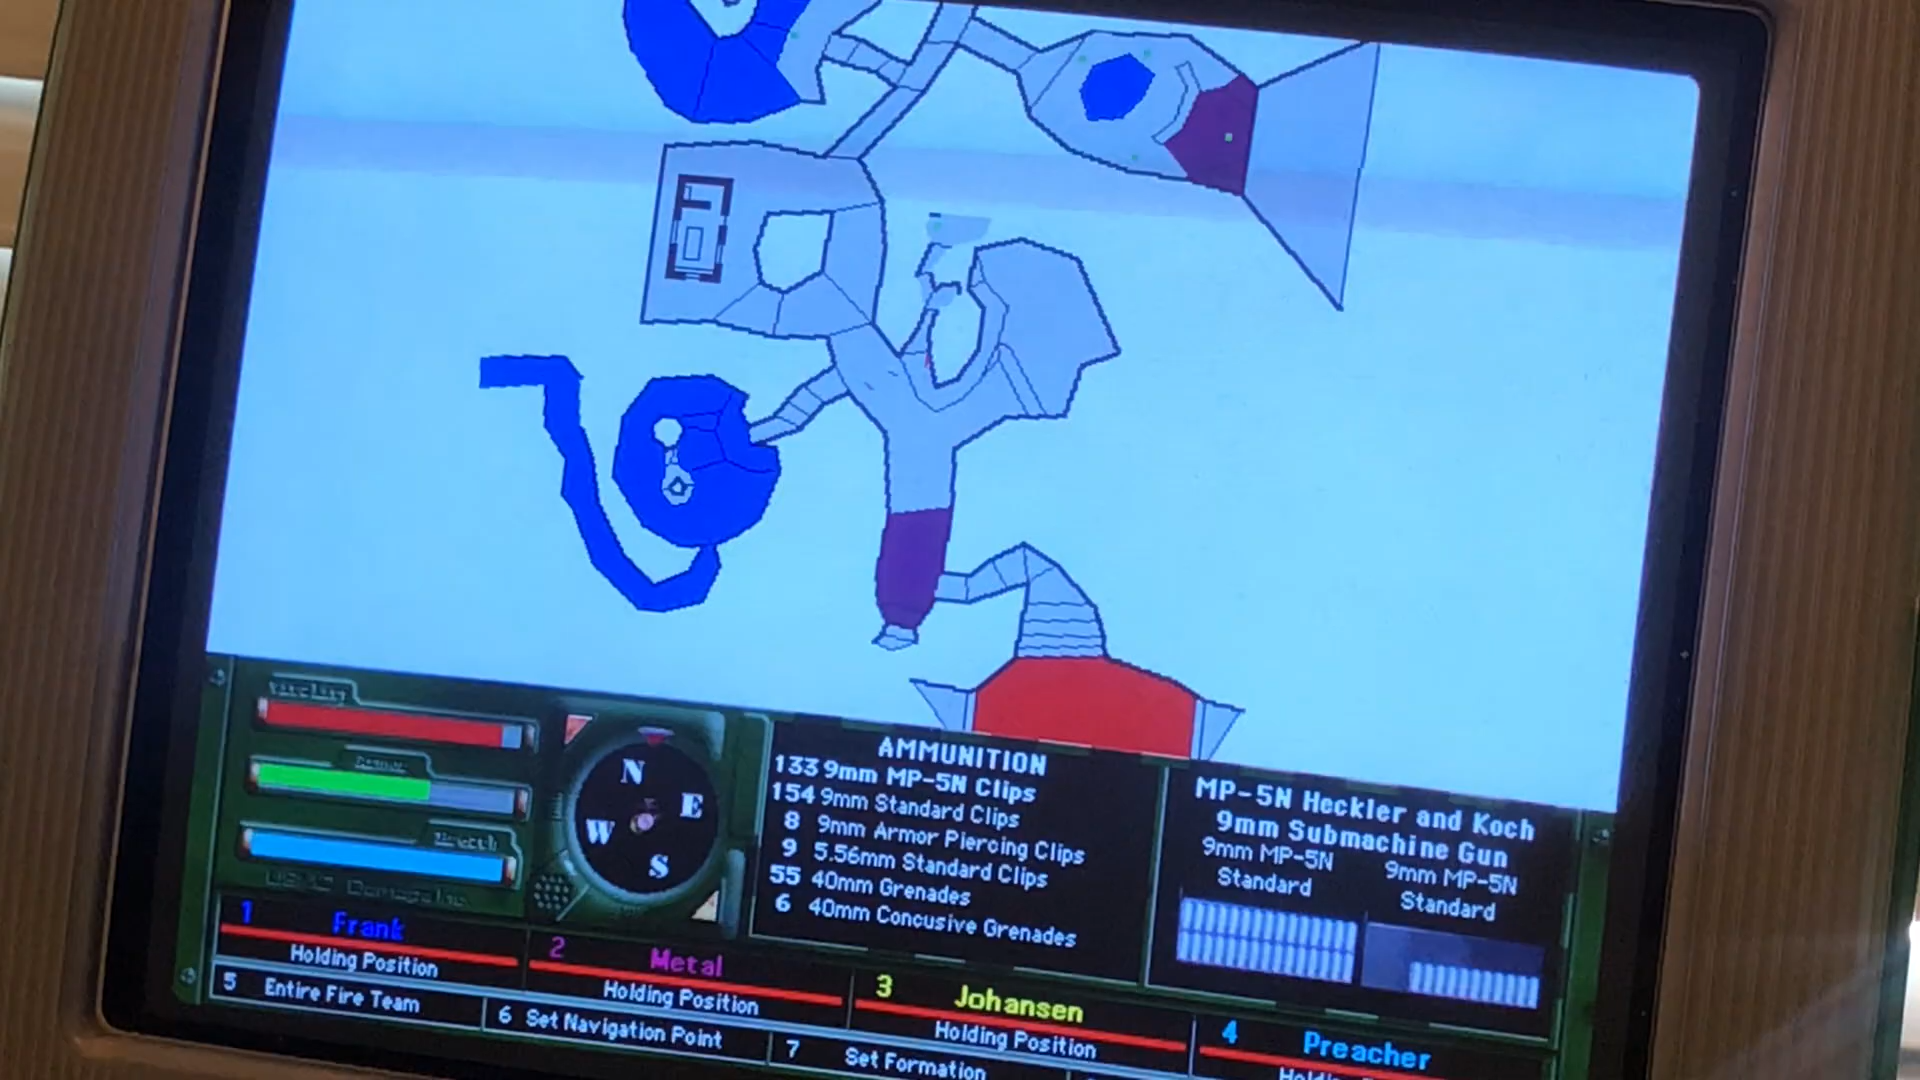 Vitality
Armor
Breath
N
E
W
S
AMMUNITION
133 9mm MP-5N Clips
154 9mm Standard Clips
8 9mm Armor Piercing Clips
9 5.56mm Standard Clips
55 40mm Grenades
6 40mm Concusive Grenades
MP-5N Heckler and Koch
9mm Submachine Gun
9mm MP-5N
Standard
9mm MP-5N
Standard
1 Frank
Holding Position
2 Metal
Holding Position
3 Johansen
Holding Position
4 Preacher
5 Entire Fire Team
6 Set Navigation Point
7 Set Formation